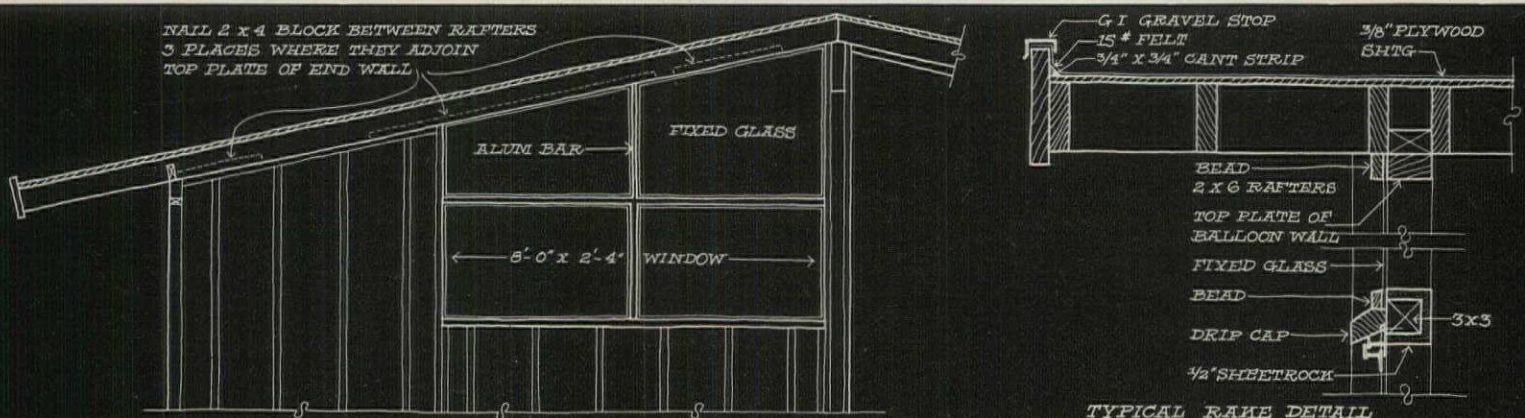 NAIL 2 x 4 BLOCK BETWEEN RAFTERS
3 PLACES WHERE THEY ADJOIN
TOP PLATE OF END WALL
ALUM BAR
FIXED GLASS
8'-0" x 2'-4" WINDOW
G I GRAVEL STOP
15 # FELT
3/4" X 3/4" CANT STRIP
3/8" PLYWOOD
SHTG
BEAD
2 X 6 RAFTERS
TOP PLATE OF
BALLOON WALL
FIXED GLASS
BEAD
3x3
DRIP CAP
1/2" SHEETROCK
TYPICAL RAKE DETAIL